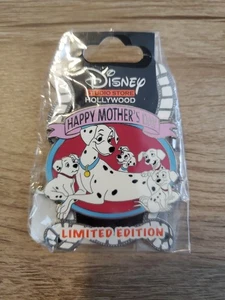 Disney
STUDIO STORE
HOLLYWOOD
HAPPY MOTHER'S
LIMITED EDITION